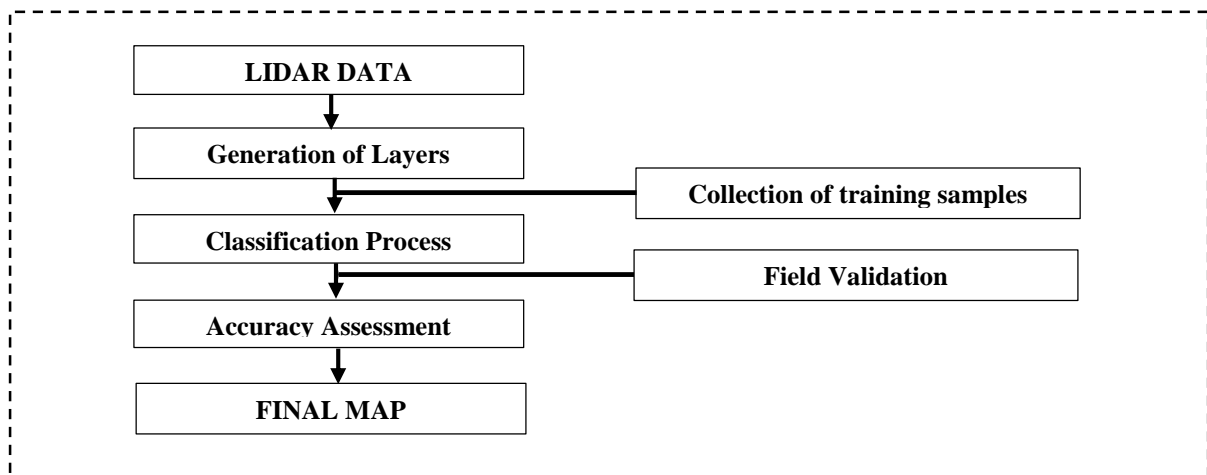 LIDAR DATA
Generation of Layers
Collection of training samples
Classification Process
Field Validation
Accuracy Assessment
FINAL MAP